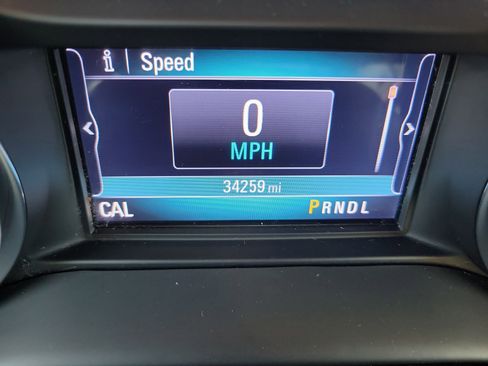 i Speed
0
MPH
34259 mi
CAL PRNDL